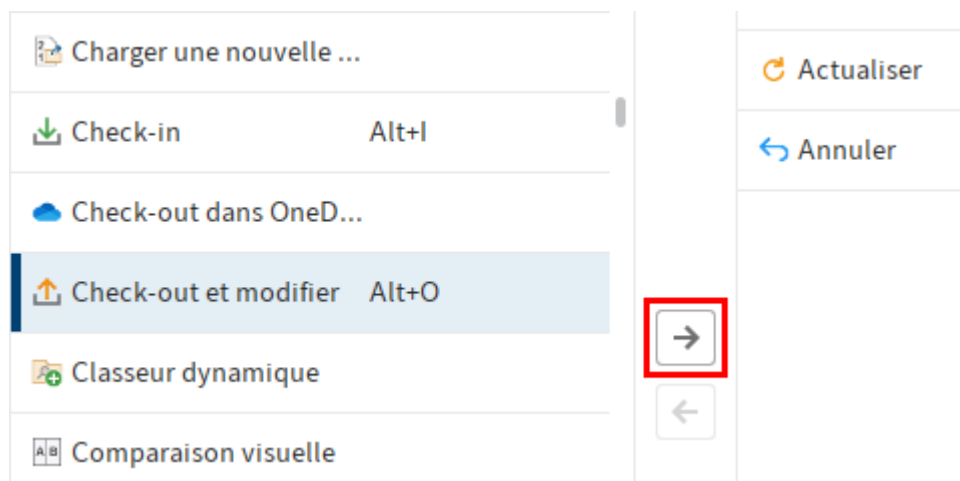 Charger une nouvelle ...
Check-in Alt+I
Check-out dans OneD...
Check-out et modifier Alt+O
Classeur dynamique
Comparaison visuelle
Actualiser
Annuler